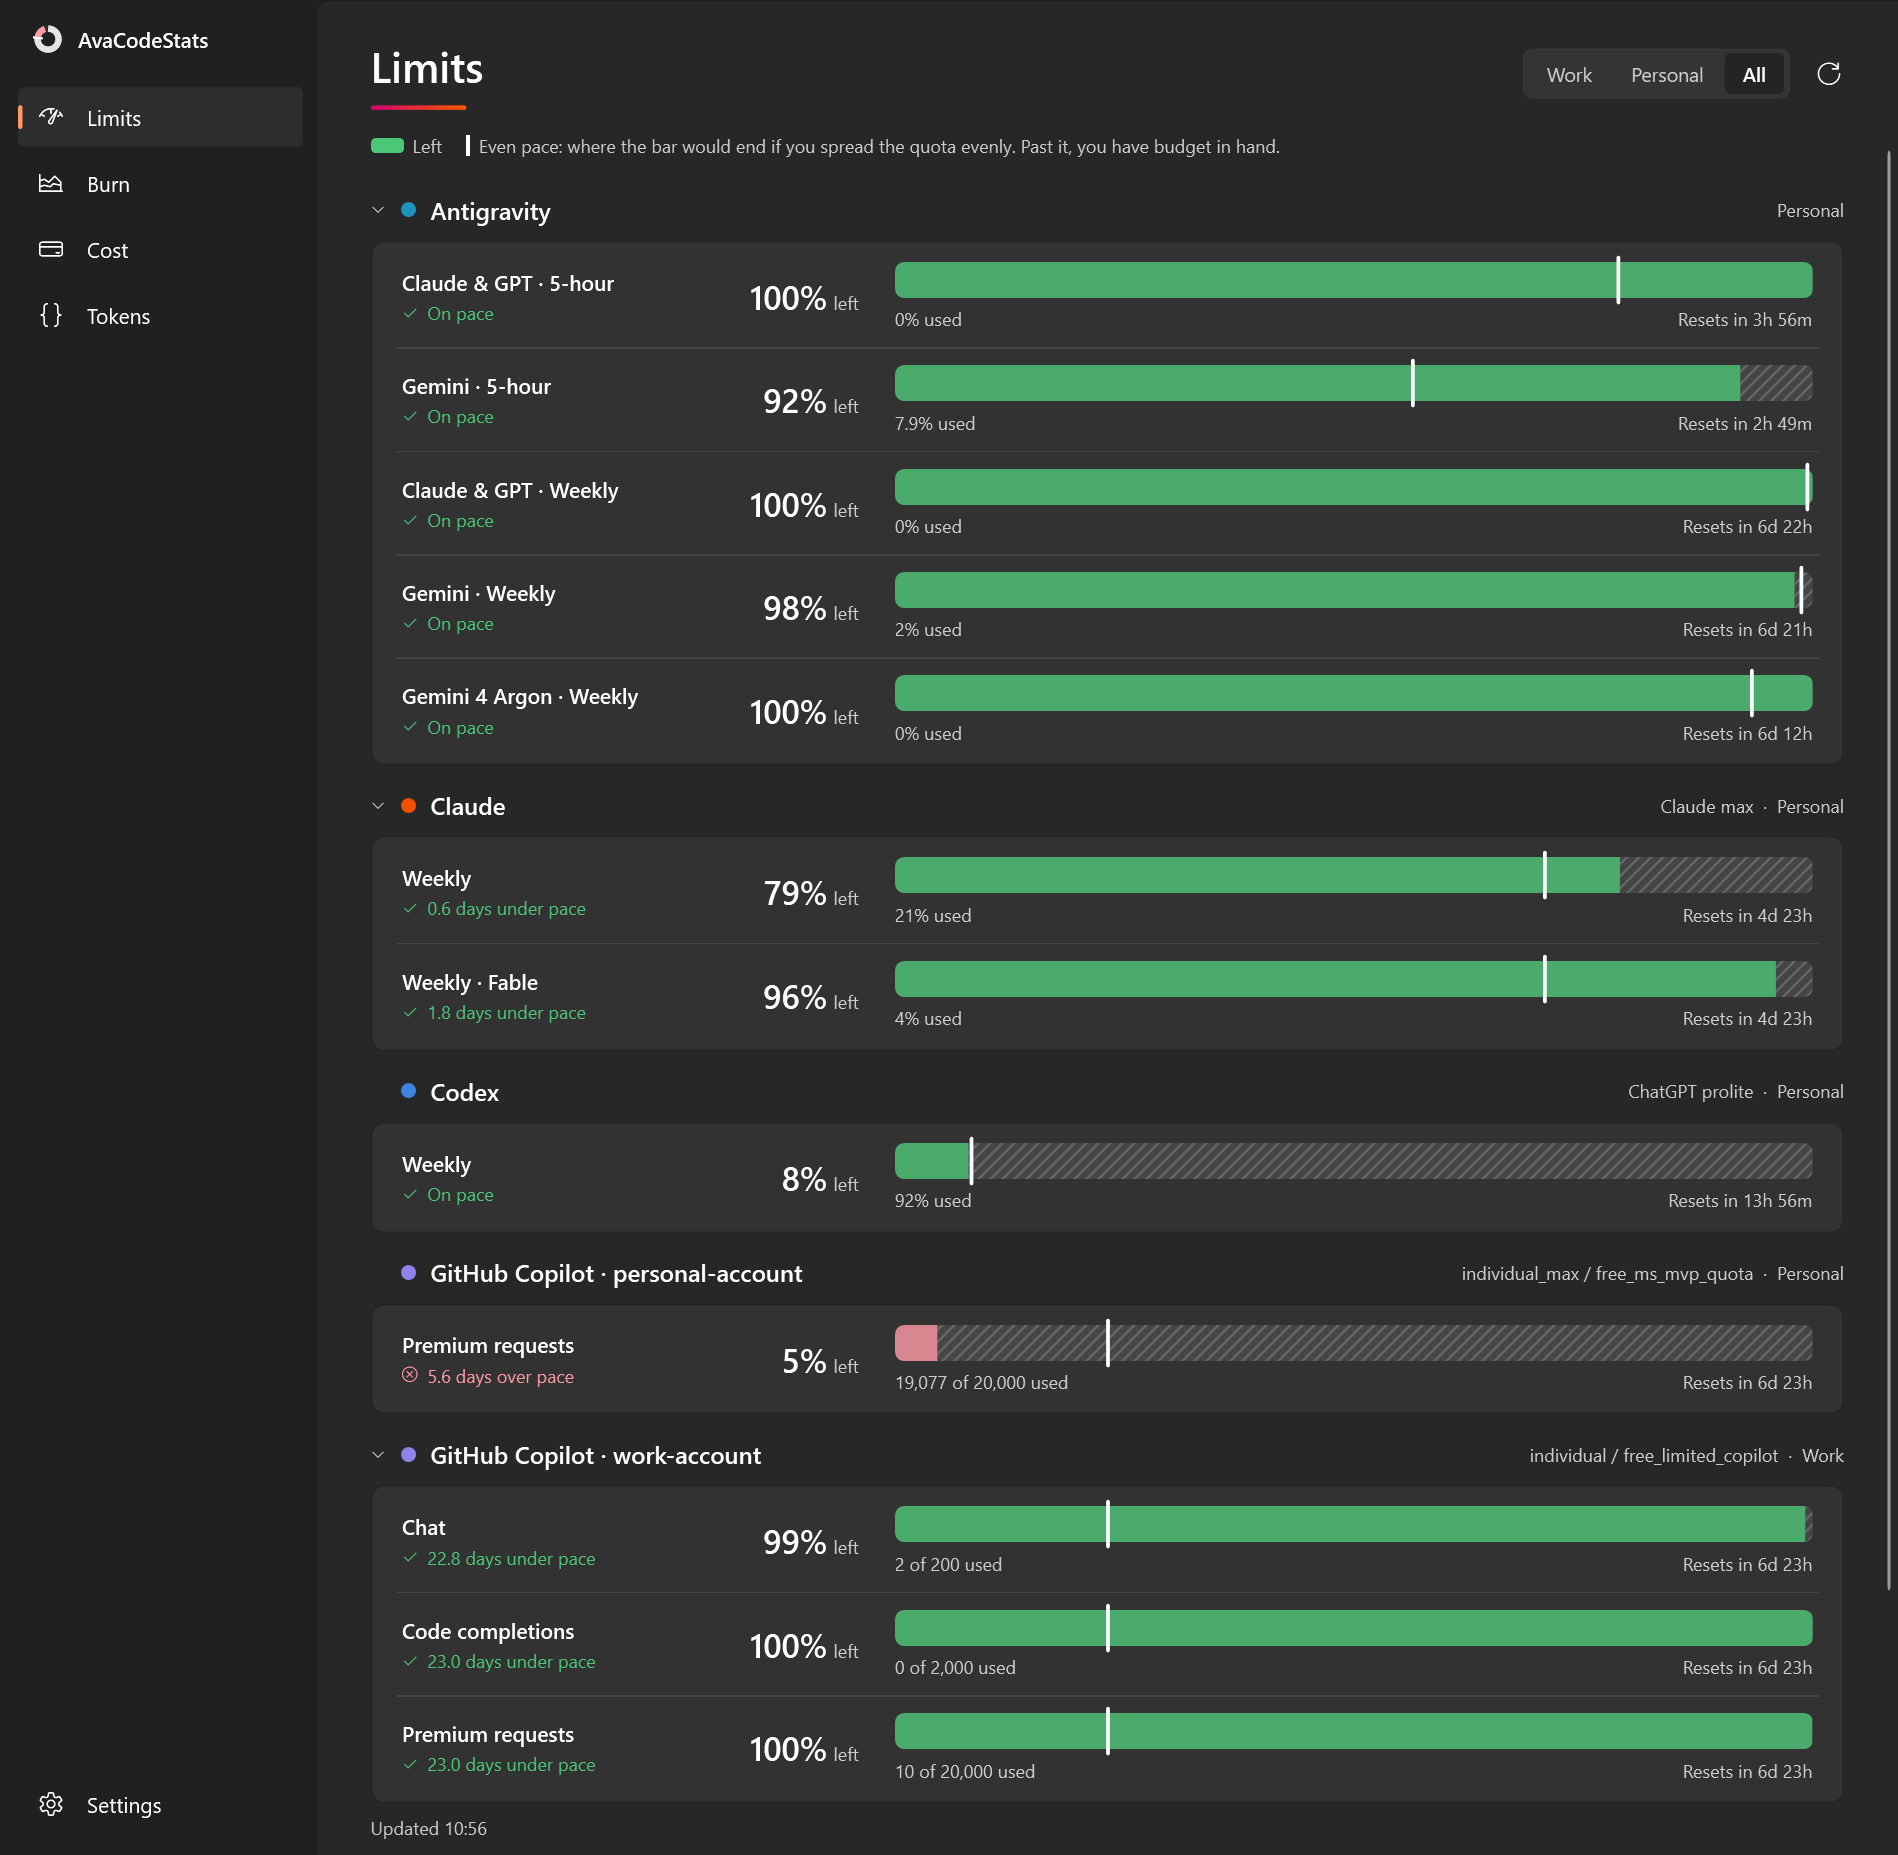 AvaCodeStats
Limits
Burn
Cost
Tokens
Settings
Limits
Work Personal All
Left Even pace: where the bar would end if you spread the quota evenly. Past it, you have budget in hand.
Antigravity Personal
Claude & GPT · 5-hour
On pace
100% left
0% used Resets in 3h 56m
Gemini · 5-hour
On pace
92% left
7.9% used Resets in 2h 49m
Claude & GPT · Weekly
On pace
100% left
0% used Resets in 6d 22h
Gemini · Weekly
On pace
98% left
2% used Resets in 6d 21h
Gemini 4 Argon · Weekly
On pace
100% left
0% used Resets in 6d 12h
Claude Claude max · Personal
Weekly
0.6 days under pace
79% left
21% used Resets in 4d 23h
Weekly · Fable
1.8 days under pace
96% left
4% used Resets in 4d 23h
Codex ChatGPT prolite · Personal
Weekly
On pace
8% left
92% used Resets in 13h 56m
GitHub Copilot · personal-account individual_max / free_ms_mvp_quota · Personal
Premium requests
5.6 days over pace
5% left
19,077 of 20,000 used Resets in 6d 23h
GitHub Copilot · work-account individual / free_limited_copilot · Work
Chat
22.8 days under pace
99% left
2 of 200 used Resets in 6d 23h
Code completions
23.0 days under pace
100% left
0 of 2,000 used Resets in 6d 23h
Premium requests
23.0 days under pace
100% left
10 of 20,000 used Resets in 6d 23h
Updated 10:56